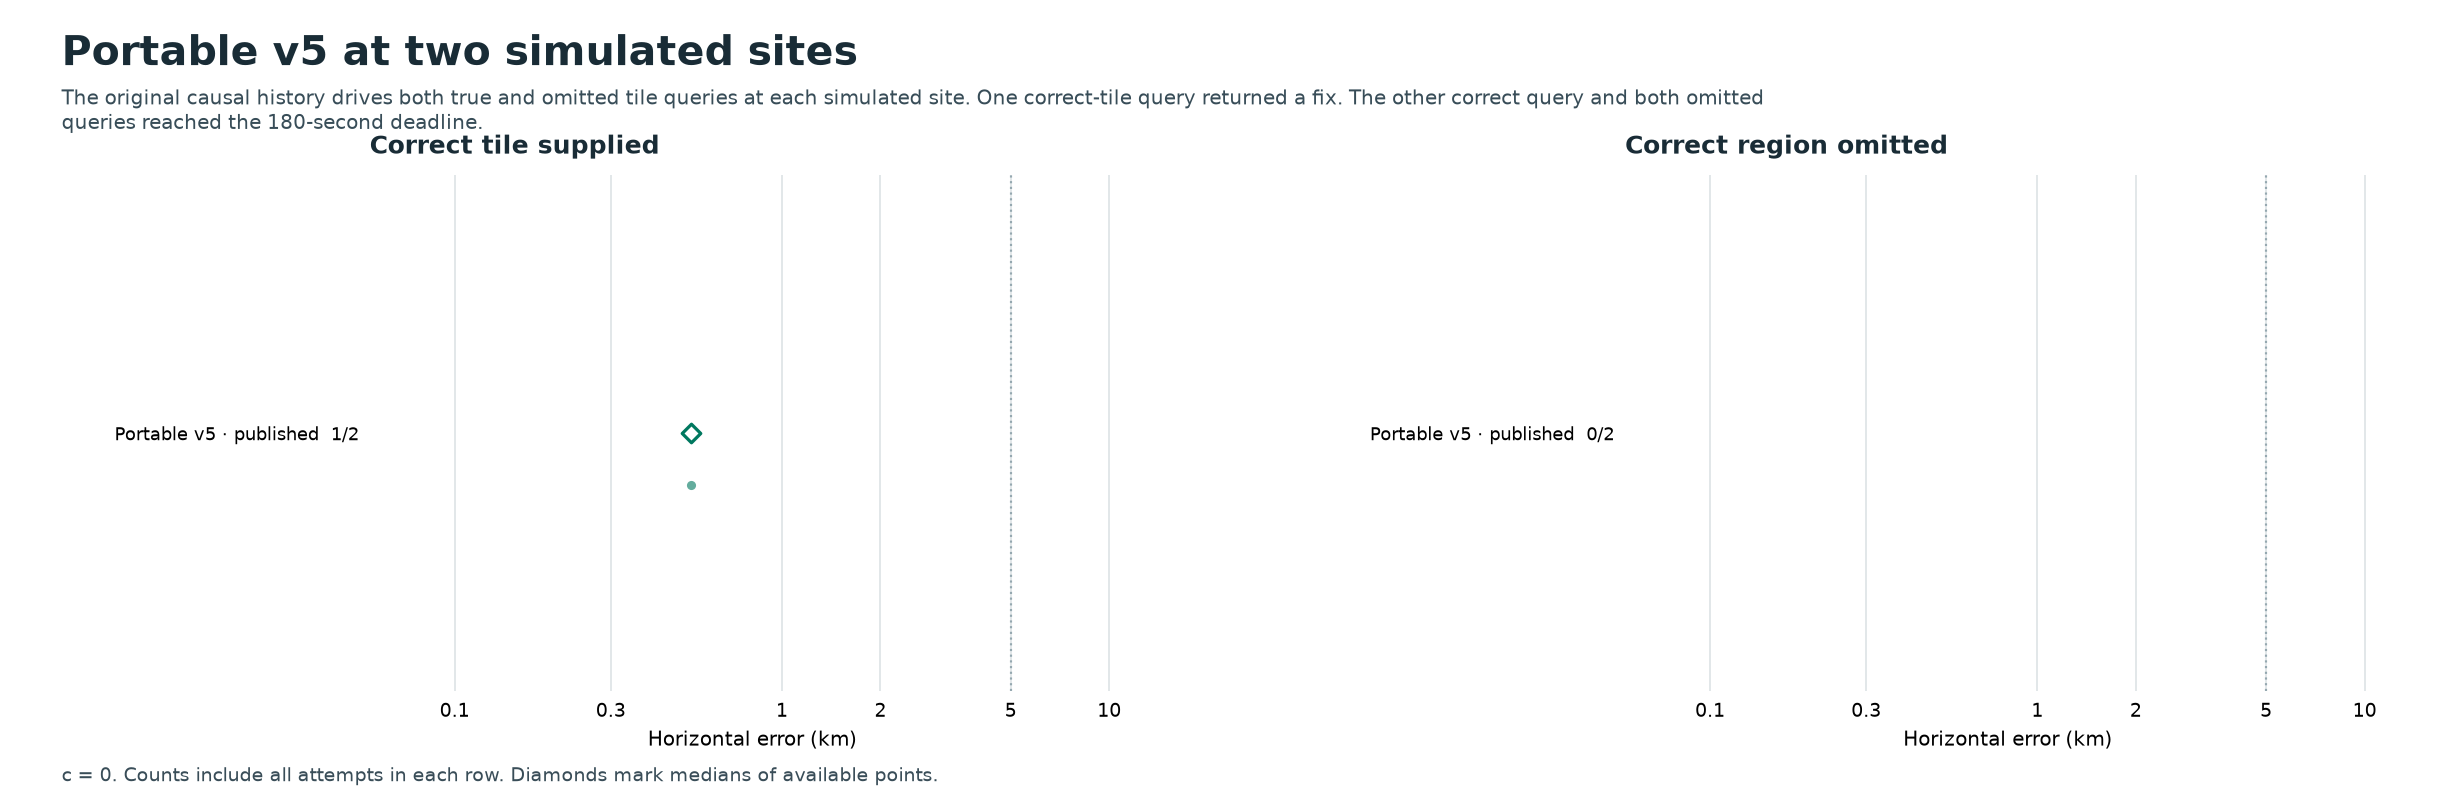 Portable v5 at two simulated sites
The original causal history drives both true and omitted tile queries at each simulated site. One correct-tile query returned a fix. The other correct query and both omitted
queries reached the 180-second deadline.
Correct tile supplied
Portable v5 · published 1/2
0.1 0.3 1 2 5 10
Horizontal error (km)
Correct region omitted
Portable v5 · published 0/2
0.1 0.3 1 2 5 10
Horizontal error (km)
c = 0. Counts include all attempts in each row. Diamonds mark medians of available points.